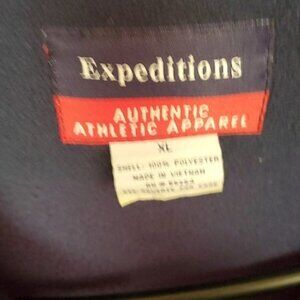 Expeditions
AUTHENTIC
ATHLETIC APPAREL
XL
SHELL: 100% POLYESTER
MADE IN VIETNAM